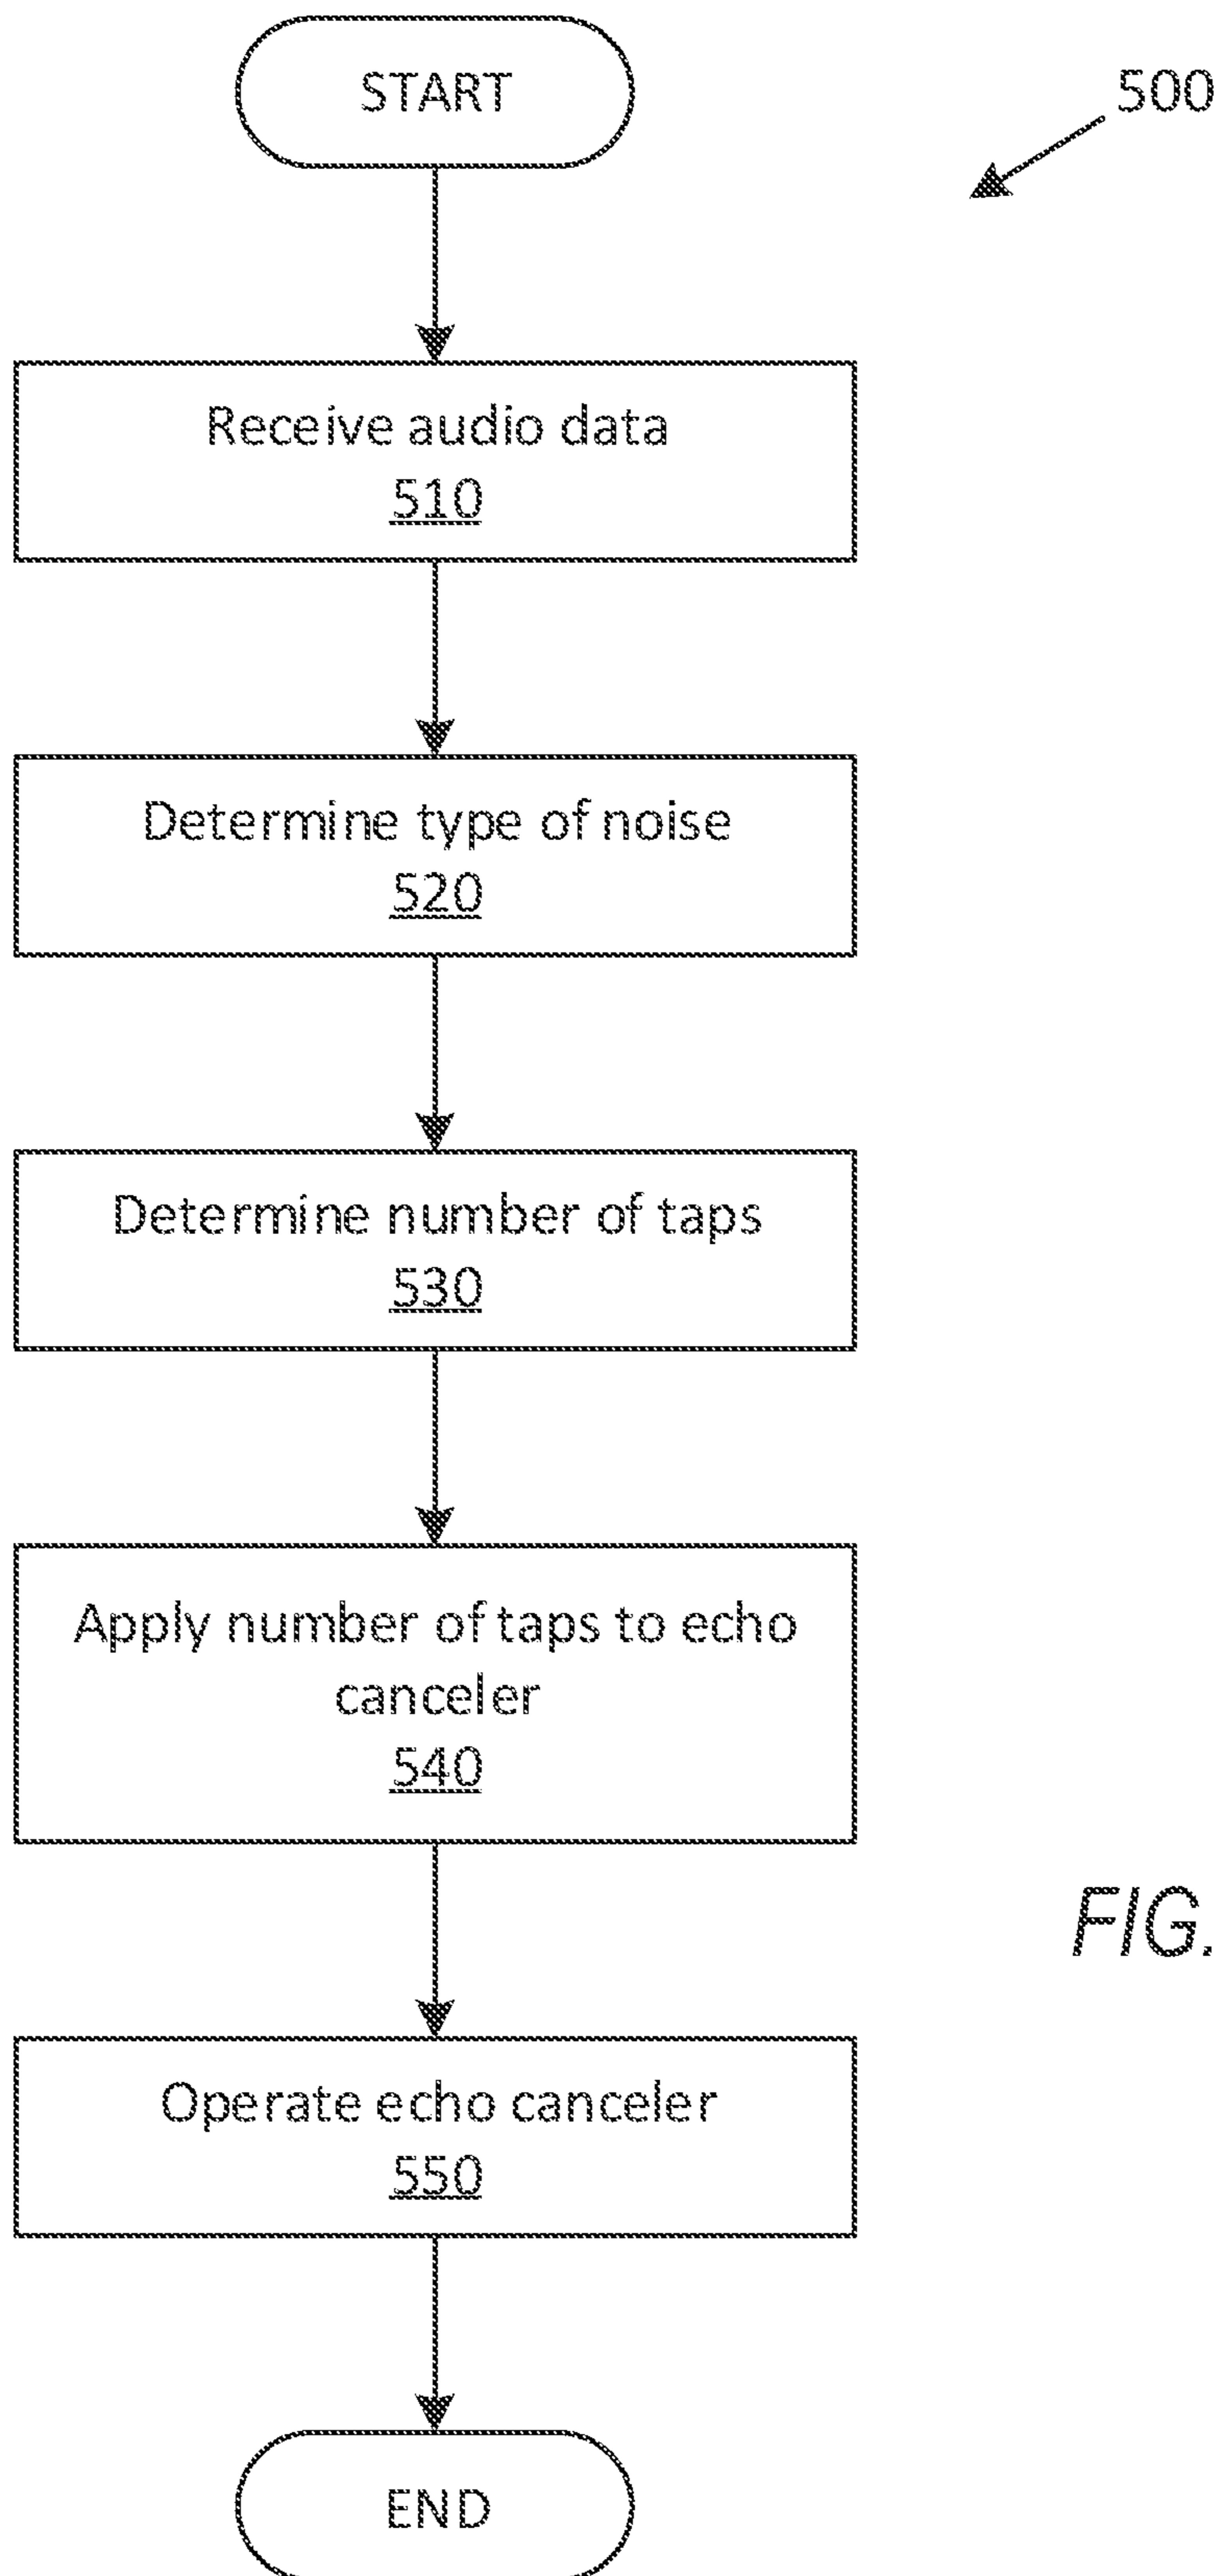 START
500
Receive audio data
510
Determine type of noise
520
Determine number of taps
530
Apply number of taps to echo
canceler
540
FIG.
Operate echo canceler
550
END